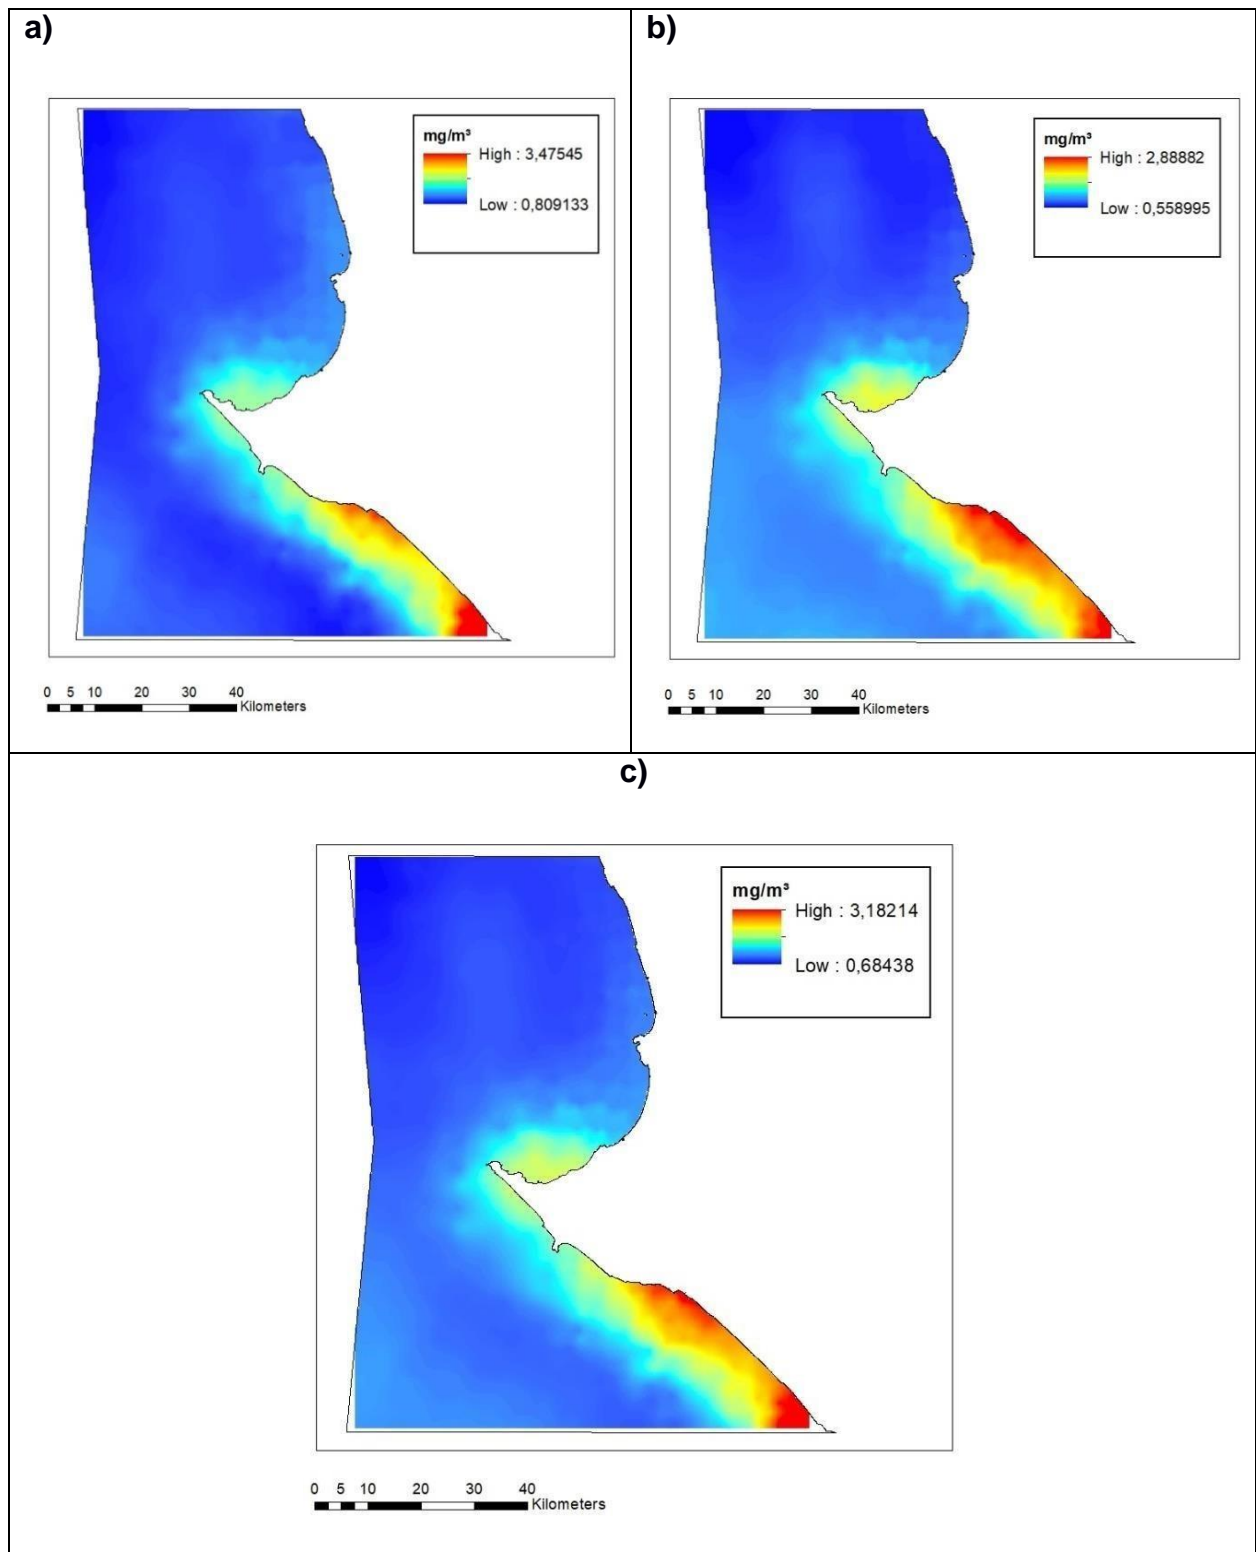 a)
mg/m³
High : 3,47545
Low : 0,809133
0 5 10 20 30 40
Kilometers
b)
mg/m³
High : 2,88882
Low : 0,558995
0 5 10 20 30 40
Kilometers
c)
mg/m³
High : 3,18214
Low : 0,68438
0 5 10 20 30 40
Kilometers